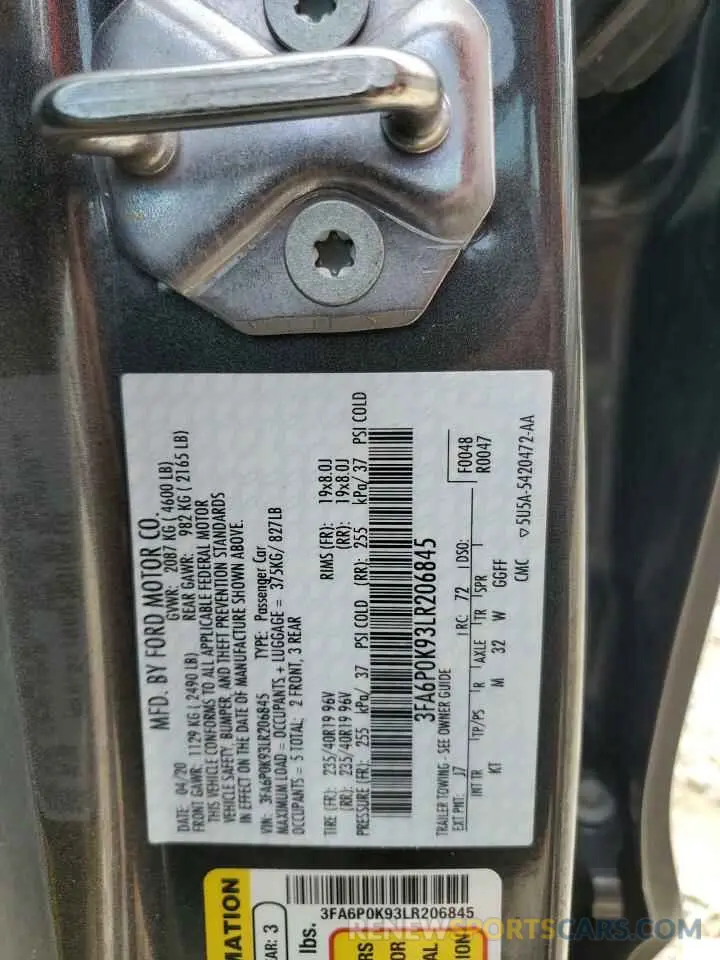 MFD. BY FORD MOTOR CO.
DATE: 04/20 GVWR: 2087 KG ( 4600 LB)
FRONT GAWR: 1129 KG ( 2490 LB) REAR GAWR: 982 KG ( 2165 LB)
THIS VEHICLE CONFORMS TO ALL APPLICABLE FEDERAL MOTOR
VEHICLE SAFETY, BUMPER, AND THEFT PREVENTION STANDARDS
IN EFFECT ON THE DATE OF MANUFACTURE SHOWN ABOVE.
VIN: 3FA6P0K93LR206845 TYPE: Passenger Car
MAXIMUM LOAD = OCCUPANTS + LUGGAGE = 375KG/ 827LB
OCCUPANTS = 5 TOTAL: 2 FRONT, 3 REAR
TIRE (FR): 235/40R19 96V RIMS (FR): 19x8.0J
(RR): 235/40R19 96V (RR): 19x8.0J
PRESSURE (FR): 255 kPa/ 37 PSI COLD (RR): 255 kPa/ 37 PSI COLD
3FA6P0K93LR206845
TRAILER TOWING - SEE OWNER GUIDE
F0048
EXT PNT: J7 RC: 72 DSO: R0047
INT TR TP/PS R AXLE TR SPR
KT M 32 W GGFF
CMC ▽5U5A-5420472-AA
MATION
EAR: 3
lbs.
3FA6P0K93LR206845
RS
OR
AL
ION
RENEWSPORTSCARS.COM